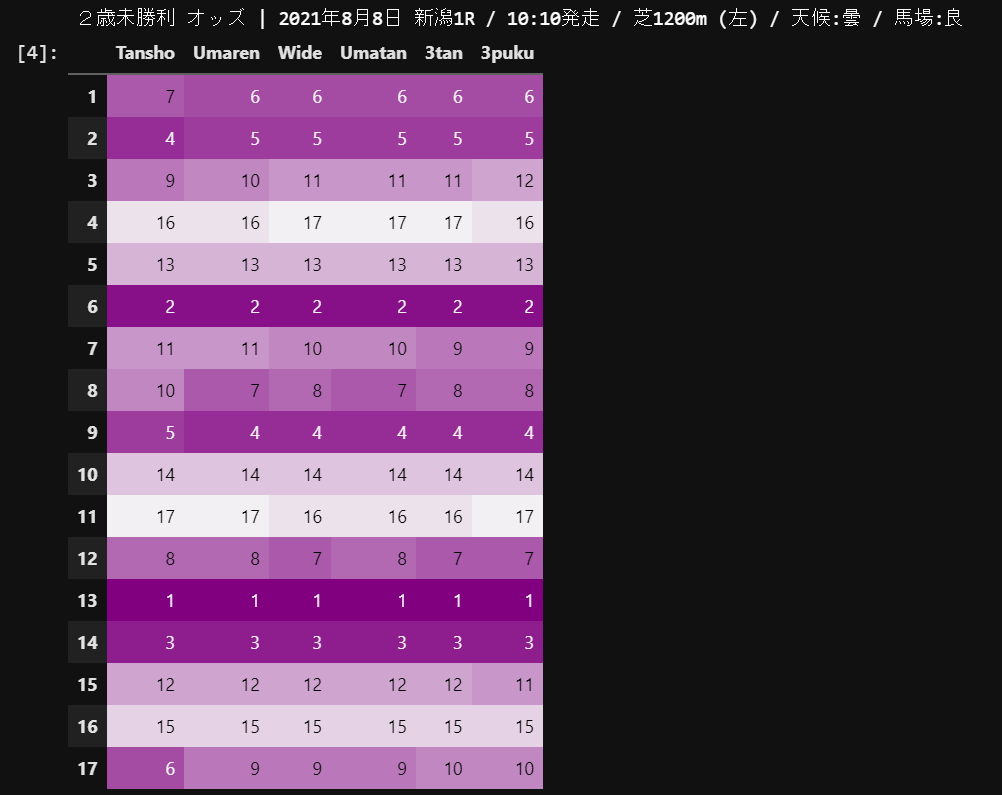 ２歳未勝利 オッズ | 2021年8月8日 新潟1R / 10:10発走 / 芝1200m (左) / 天候:曇 / 馬場:良
[4]: Tansho Umaren Wide Umatan 3tan 3puku
1 7 6 6 6 6 6
2 4 5 5 5 5 5
3 9 10 11 11 11 12
4 16 16 17 17 17 16
5 13 13 13 13 13 13
6 2 2 2 2 2 2
7 11 11 10 10 9 9
8 10 7 8 7 8 8
9 5 4 4 4 4 4
10 14 14 14 14 14 14
11 17 17 16 16 16 17
12 8 8 7 8 7 7
13 1 1 1 1 1 1
14 3 3 3 3 3 3
15 12 12 12 12 12 11
16 15 15 15 15 15 15
17 6 9 9 9 10 10